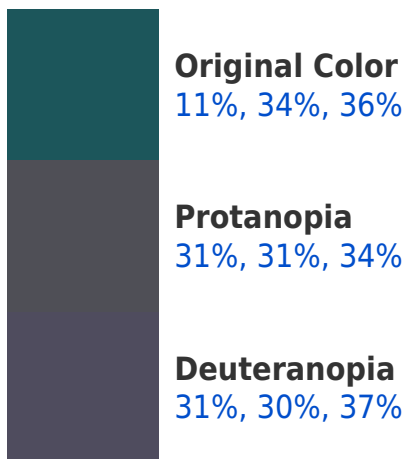 Original Color
11%, 34%, 36%
Protanopia
31%, 31%, 34%
Deuteranopia
31%, 30%, 37%